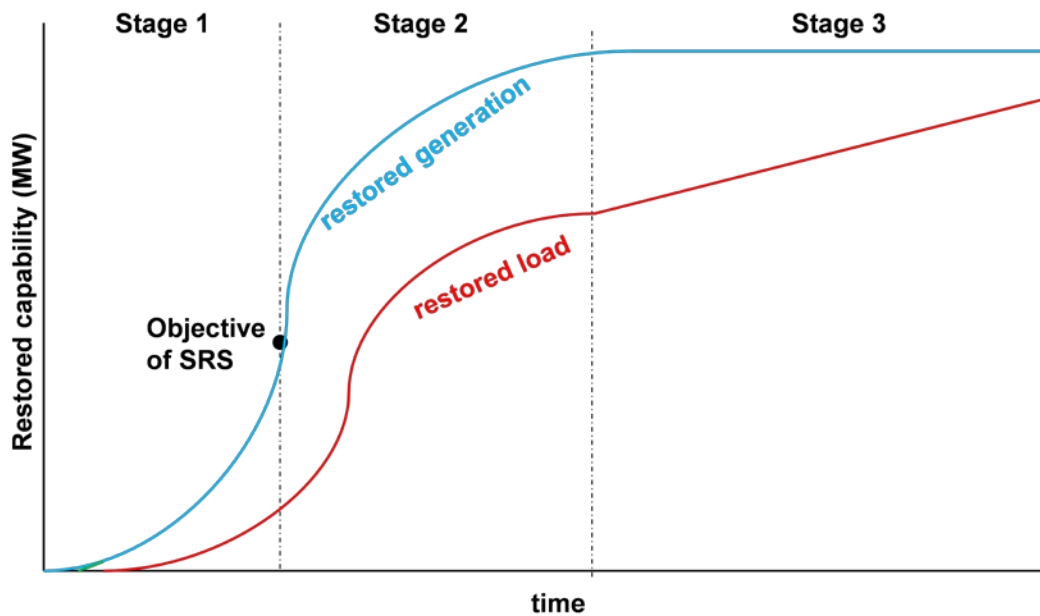 Stage 1
Stage 2
Stage 3
Restored capability (MW)
restored generation
restored load
Objective
of SRS
time